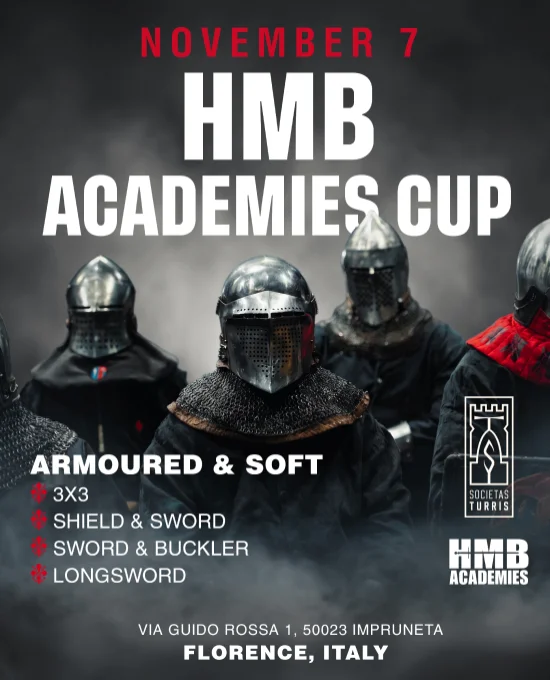 NOVEMBER 7
HMB
ACADEMIES CUP
ARMOURED & SOFT
3X3
SHIELD & SWORD
SWORD & BUCKLER
LONGSWORD
SOCIETAS
TURRIS
HMB
ACADEMIES
VIA GUIDO ROSSA 1, 50023 IMPRUNETA
FLORENCE, ITALY